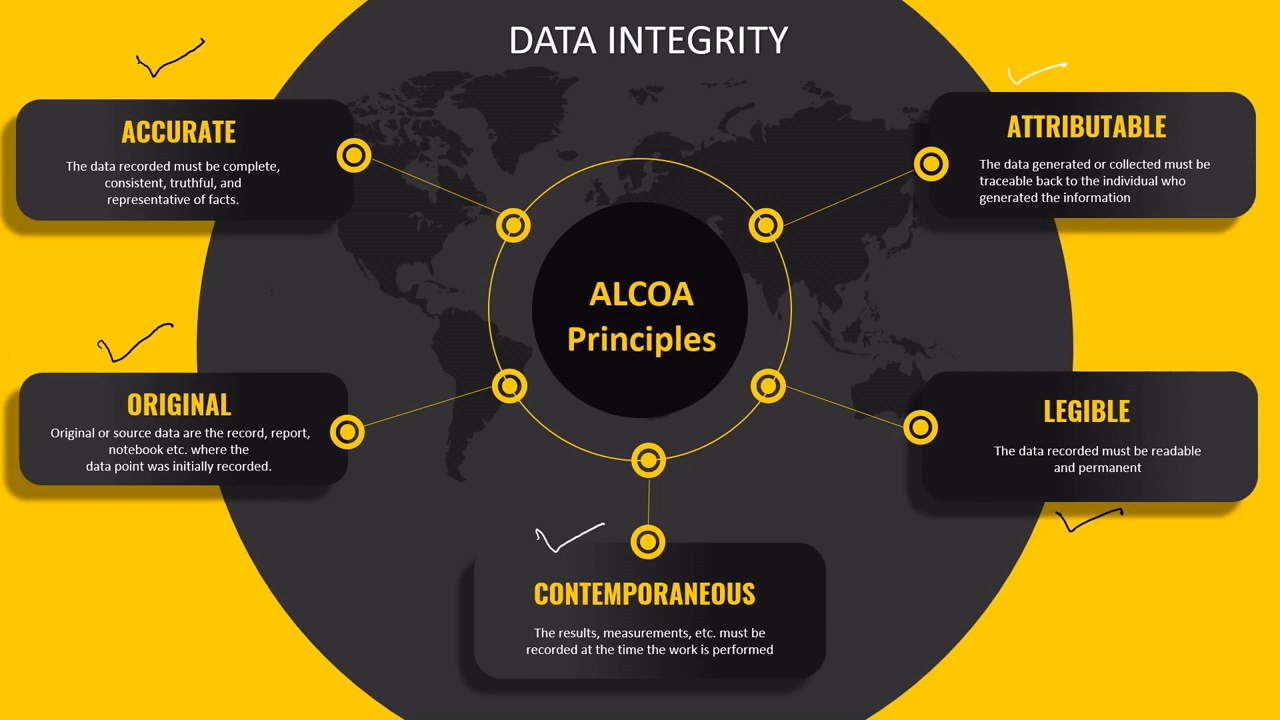 DATA INTEGRITY
ACCURATE
The data recorded must be complete,
consistent, truthful, and
representative of facts.
ATTRIBUTABLE
The data generated or collected must be
traceable back to the individual who
generated the information
ALCOA
Principles
ORIGINAL
Original or source data are the record, report,
notebook etc. where the
data point was initially recorded.
LEGIBLE
The data recorded must be readable
and permanent
CONTEMPORANEOUS
The results, measurements, etc. must be
recorded at the time the work is performed